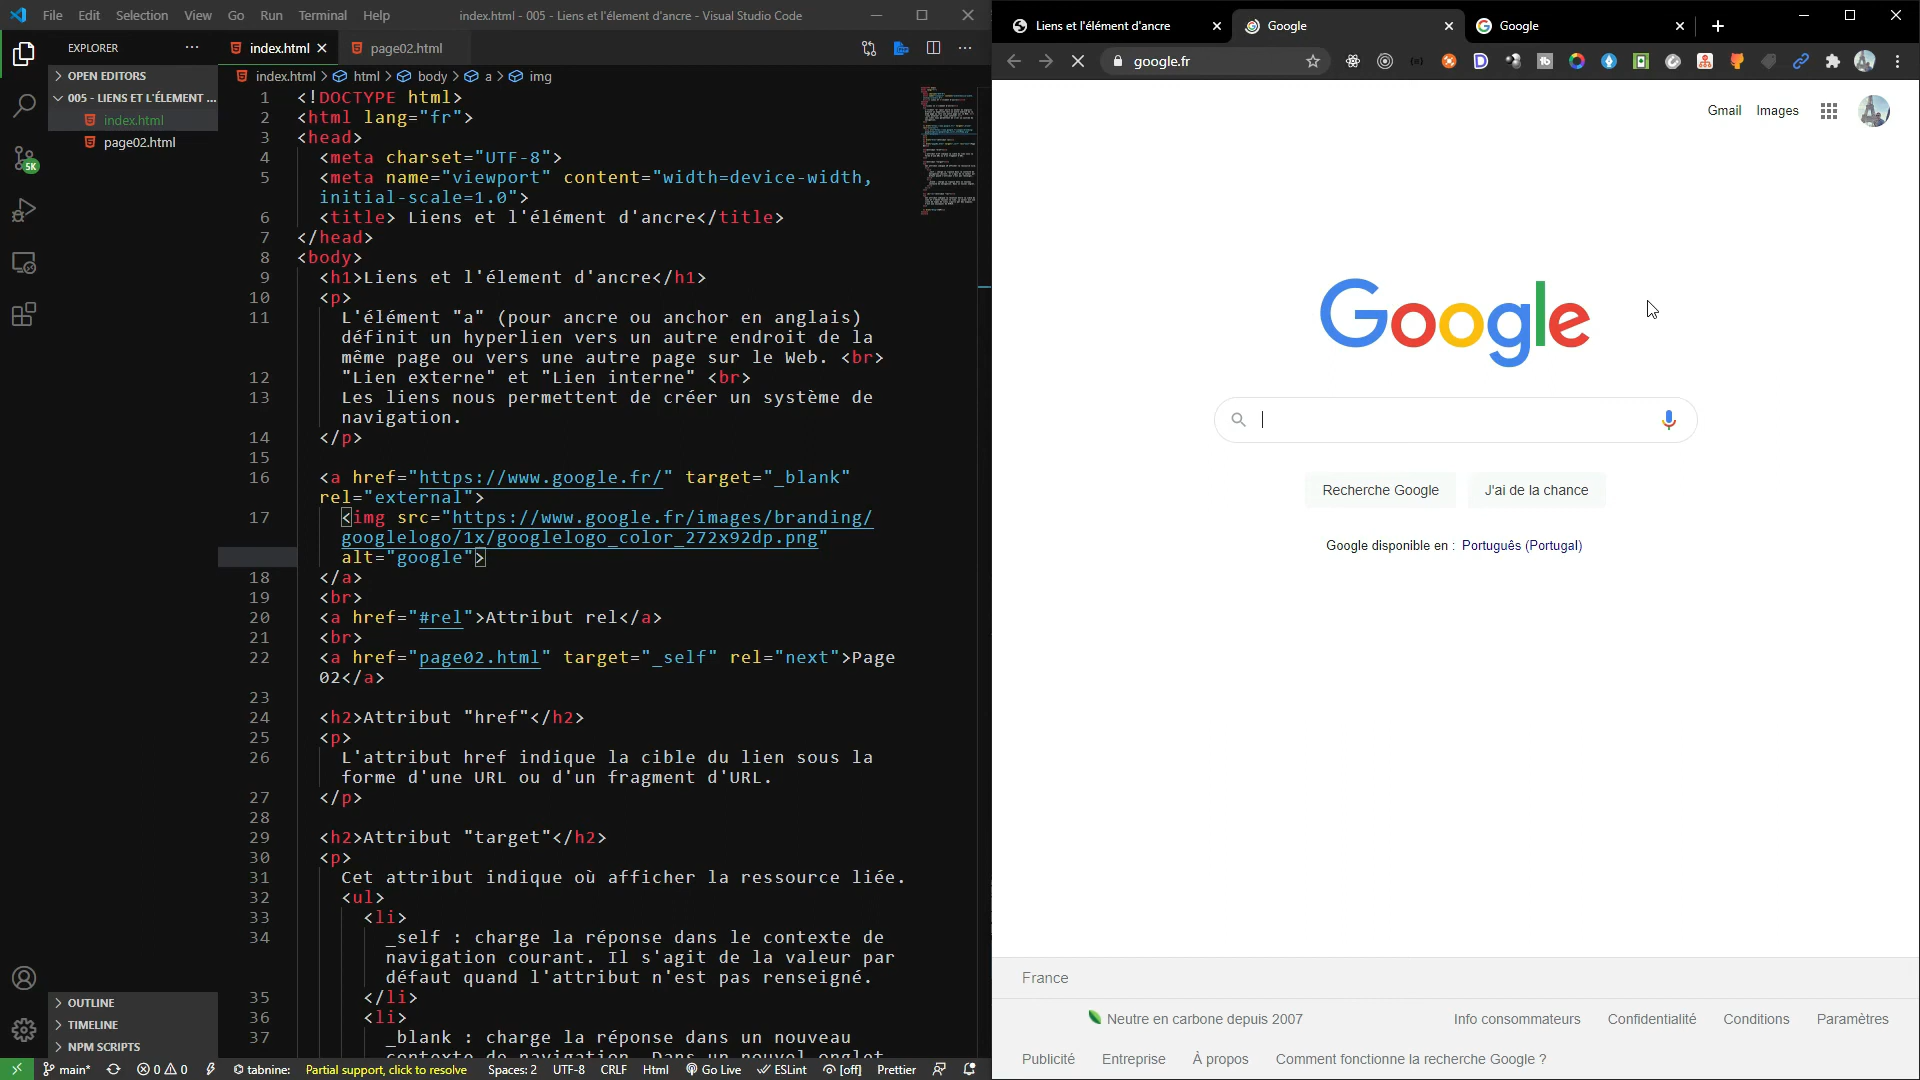 File Edit Selection View Go Run Terminal Help
index.html - 005 - Liens et l'élement d'ancre - Visual Studio Code
EXPLORER
OPEN EDITORS
005 - LIENS ET L'ÉLEMENT ...
index.html
page02.html
OUTLINE
TIMELINE
NPM SCRIPTS
5K
index.html page02.html
index.html > html > body > a > img
1 <!DOCTYPE html>
2 <html lang="fr">
3 <head>
4 <meta charset="UTF-8">
5 <meta name="viewport" content="width=device-width,
initial-scale=1.0">
6 <title> Liens et l'élément d'ancre</title>
7 </head>
8 <body>
9 <h1>Liens et l'élement d'ancre</h1>
10 <p>
11 L'élément "a" (pour ancre ou anchor en anglais)
définit un hyperlien vers un autre endroit de la
même page ou vers une autre page sur le Web. <br>
12 "Lien externe" et "Lien interne" <br>
13 Les liens nous permettent de créer un système de
navigation.
14 </p>
15
16 <a href="https://www.google.fr/" target="_blank"
rel="external">
17 <img src="https://www.google.fr/images/branding/
googlelogo/1x/googlelogo_color_272x92dp.png"
alt="google">
18 </a>
19 <br>
20 <a href="#rel">Attribut rel</a>
21 <br>
22 <a href="page02.html" target="_self" rel="next">Page
02</a>
23
24 <h2>Attribut "href"</h2>
25 <p>
26 L'attribut href indique la cible du lien sous la
forme d'une URL ou d'un fragment d'URL.
27 </p>
28
29 <h2>Attribut "target"</h2>
30 <p>
31 Cet attribut indique où afficher la ressource liée.
32 <ul>
33 <li>
34 _self : charge la réponse dans le contexte de
navigation courant. Il s'agit de la valeur par
défaut quand l'attribut n'est pas renseigné.
35 </li>
36 <li>
37 _blank : charge la réponse dans un nouveau
contexte de navigation. Dans un nouvel onglet
main* 0 0 tabnine: Partial support, click to resolve Spaces: 2 UTF-8 CRLF Html Go Live ESLint [off] Prettier
Liens et l'élément d'ancre Google Google
google.fr
Gmail Images
Google
Recherche Google J'ai de la chance
Google disponible en : Português (Portugal)
France
Neutre en carbone depuis 2007 Info consommateurs Confidentialité Conditions Paramètres
Publicité Entreprise À propos Comment fonctionne la recherche Google ?